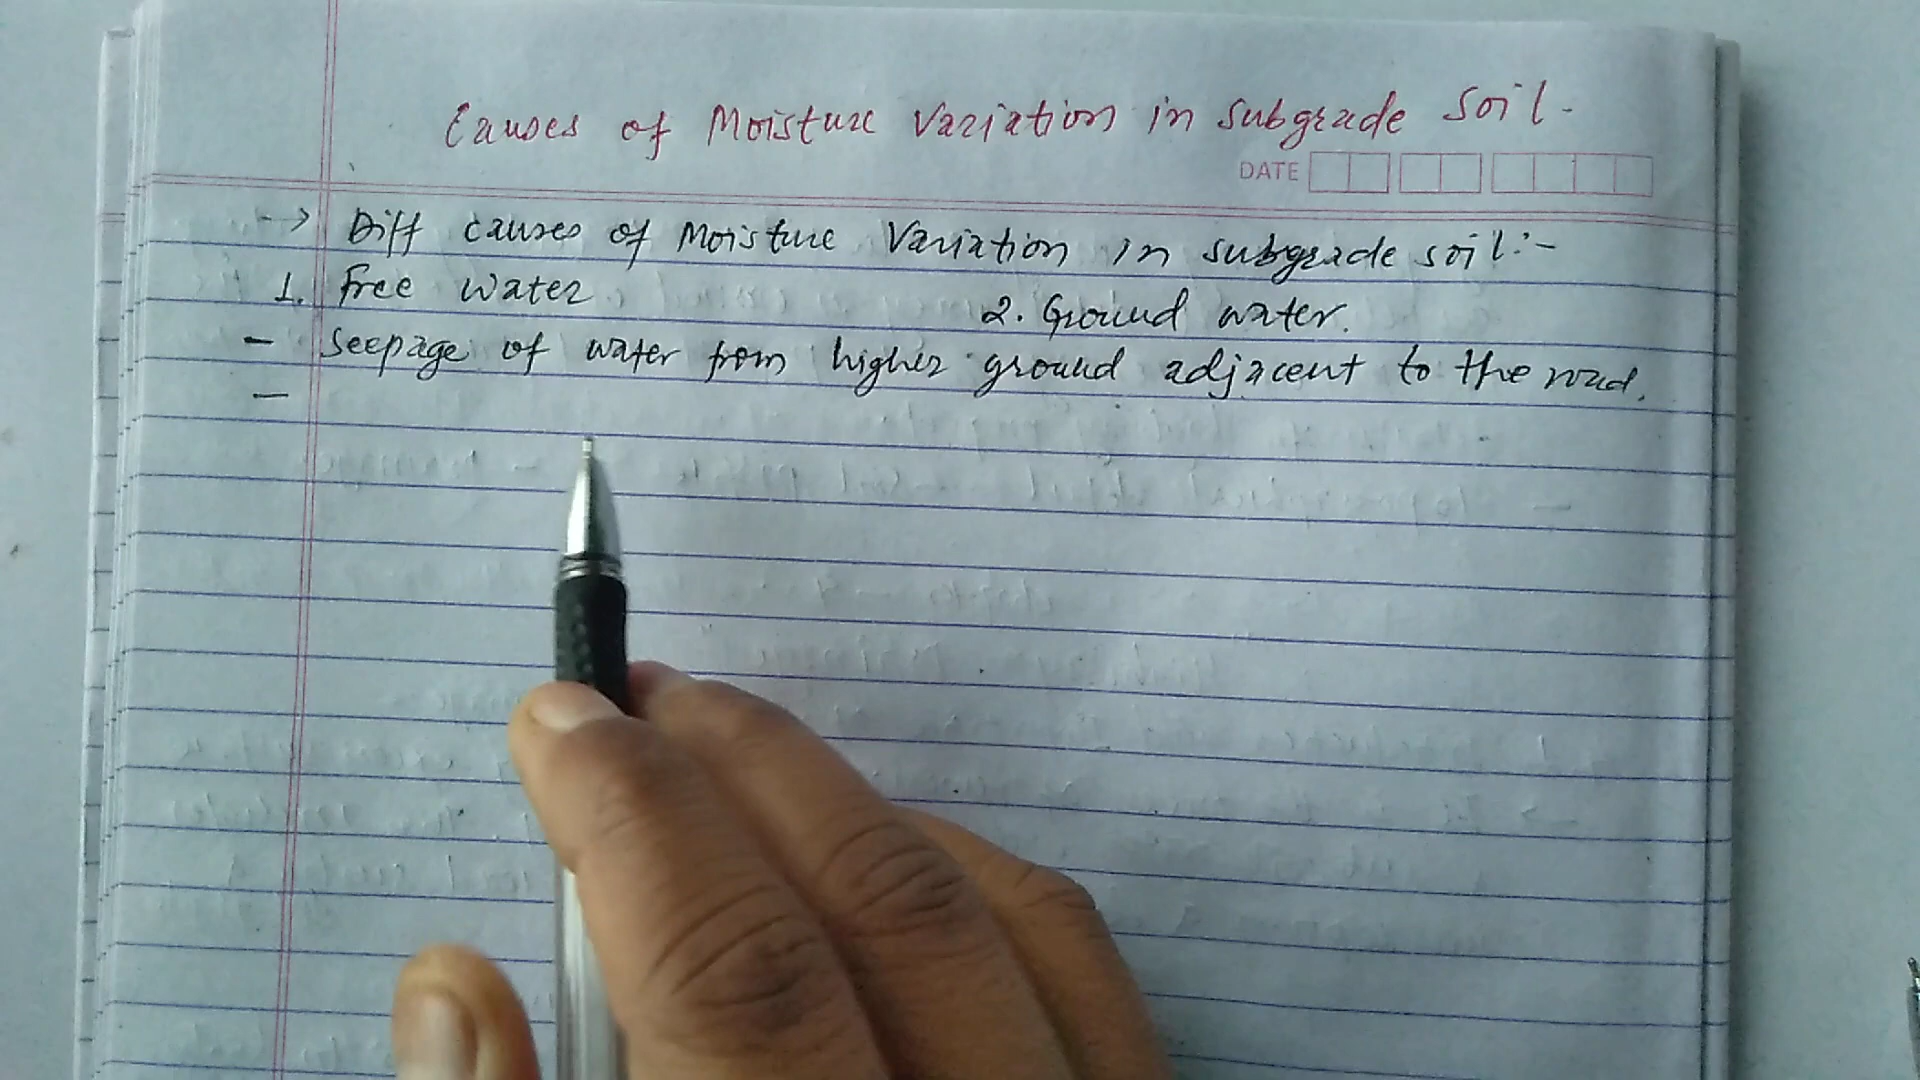 Causes of Moisture Variation in Subgrade Soil-
DATE
-> Diff causes of Moisture Variation in subgrade soil:-
1. Free water 2. Ground water.
- Seepage of water from higher ground adjacent to the road.
-